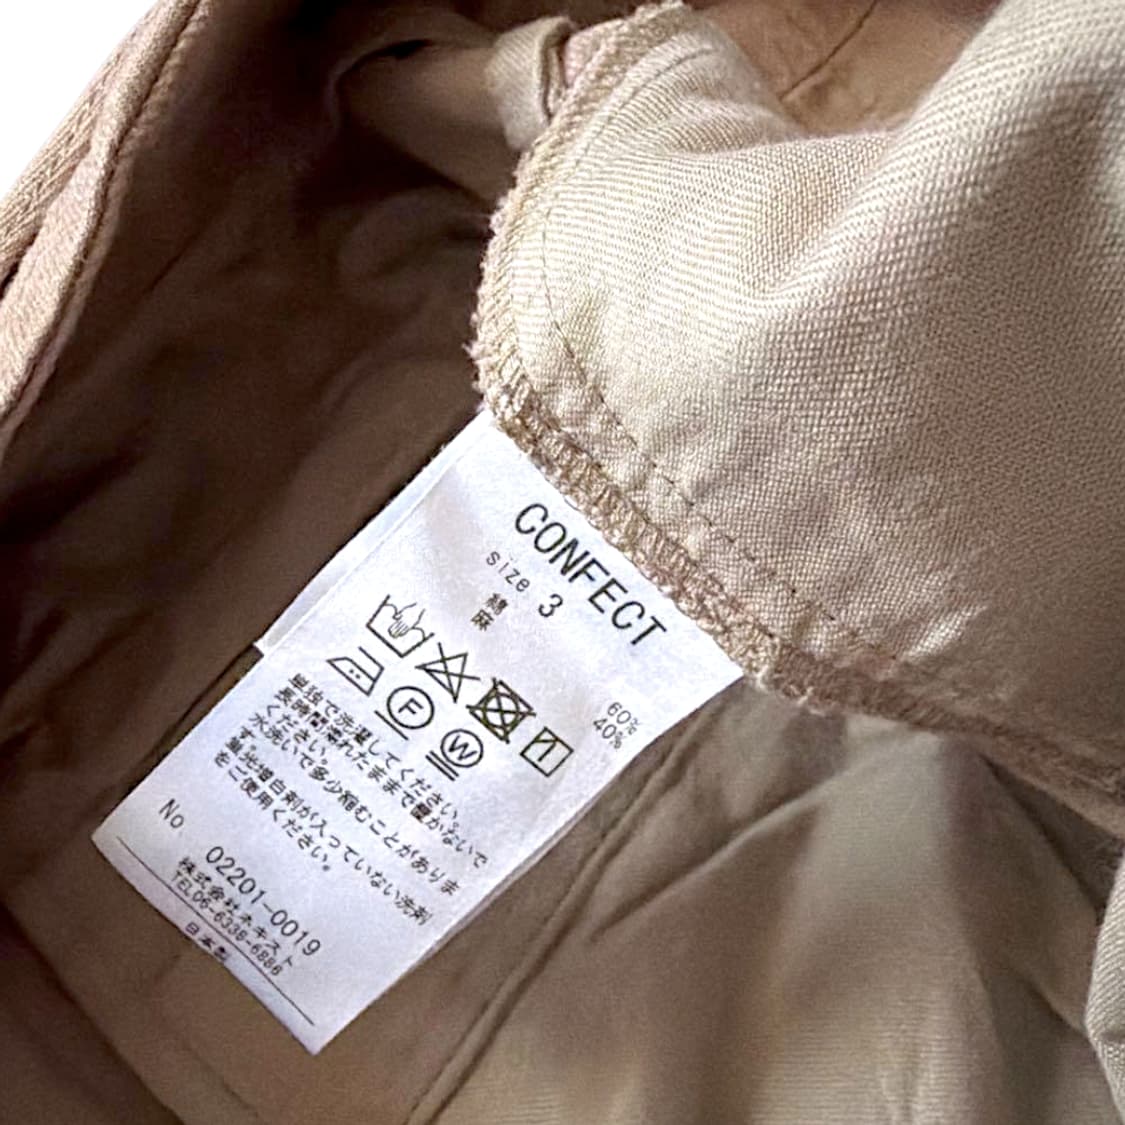 CONFECT
size 3
綿 60%
麻 40%
F
W
単独で洗濯してください。
長時間濡れたままで置かないで
ください。
水洗いで多少縮むことがありま
す。
蛍光増白剤が入っていない洗剤
をご使用ください。
No. 02201-0019
株式会社ネキスト
TEL06-6338-6886
日本製